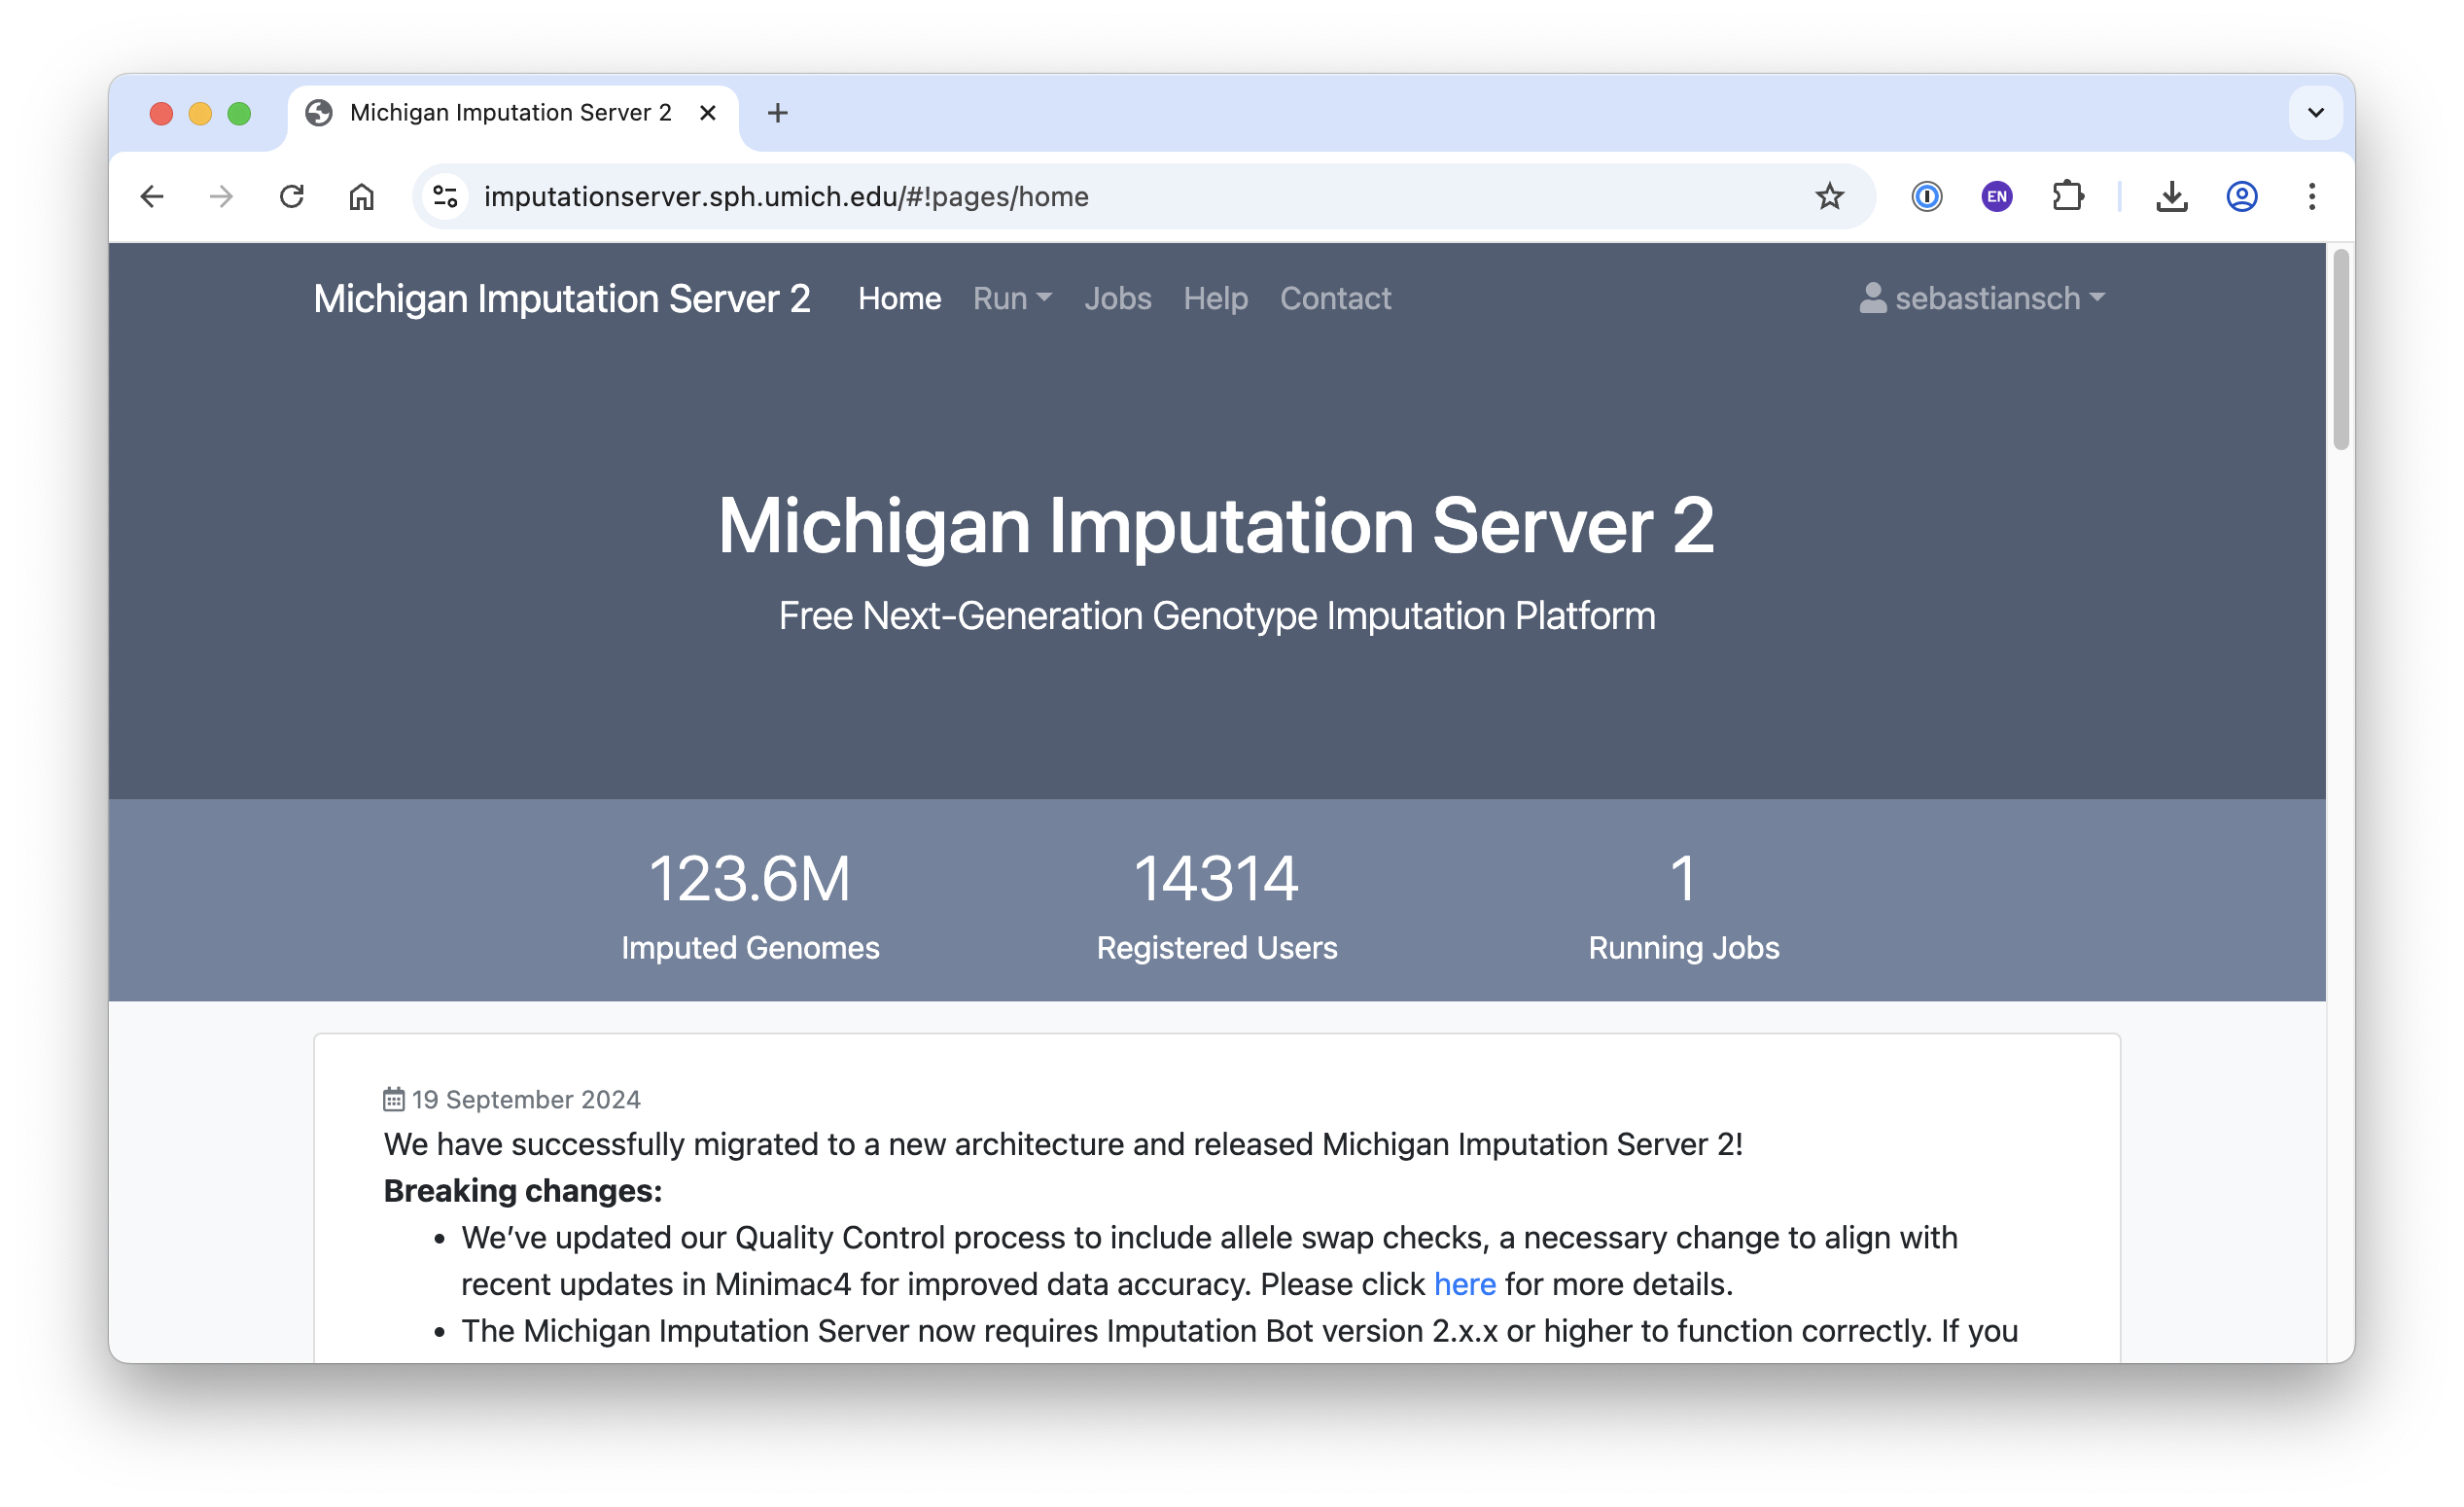 Michigan Imputation Server 2
imputationserver.sph.umich.edu/#!pages/home
EN
Michigan Imputation Server 2 Home Run Jobs Help Contact sebastiansch
Michigan Imputation Server 2
Free Next-Generation Genotype Imputation Platform
123.6M 14314 1
Imputed Genomes Registered Users Running Jobs
19 September 2024
We have successfully migrated to a new architecture and released Michigan Imputation Server 2!
Breaking changes:
• We’ve updated our Quality Control process to include allele swap checks, a necessary change to align with
recent updates in Minimac4 for improved data accuracy. Please click here for more details.
• The Michigan Imputation Server now requires Imputation Bot version 2.x.x or higher to function correctly. If you